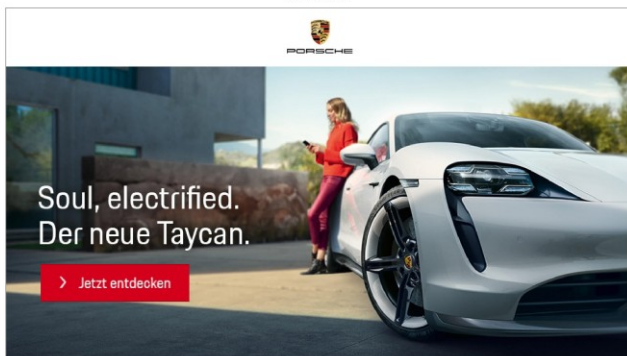 PORSCHE
Soul, electrified.
Der neue Taycan.
Jetzt entdecken